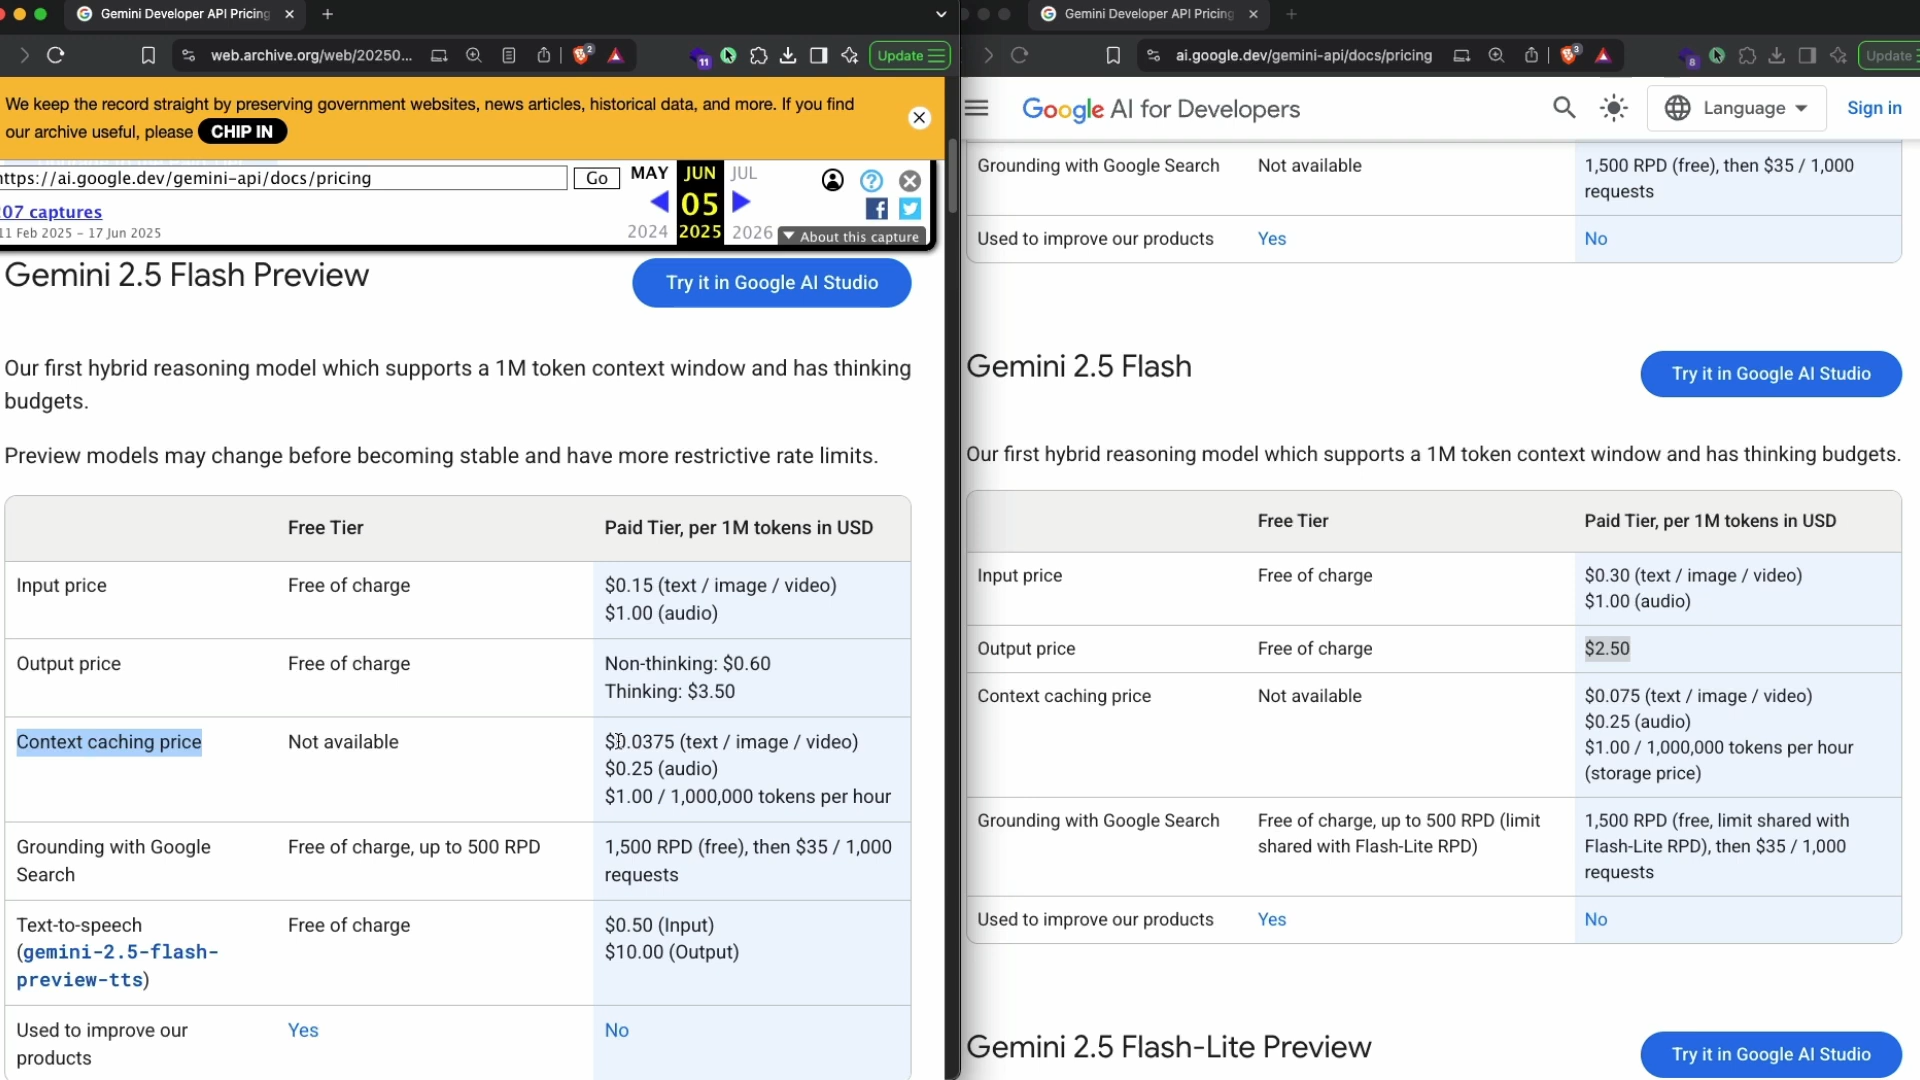 Gemini Developer API Pricing
web.archive.org/web/20250...
2
11
Update
We keep the record straight by preserving government websites, news articles, historical data, and more. If you find
our archive useful, please CHIP IN
ttps://ai.google.dev/gemini-api/docs/pricing
Go
MAY
JUN
JUL
05
07 captures
11 Feb 2025 – 17 Jun 2025
2024
2025
2026
About this capture
Gemini 2.5 Flash Preview
Try it in Google AI Studio
Our first hybrid reasoning model which supports a 1M token context window and has thinking
budgets.
Preview models may change before becoming stable and have more restrictive rate limits.
Free Tier
Paid Tier, per 1M tokens in USD
Input price
Free of charge
$0.15 (text / image / video)
$1.00 (audio)
Output price
Free of charge
Non-thinking: $0.60
Thinking: $3.50
Context caching price
Not available
$0.0375 (text / image / video)
$0.25 (audio)
$1.00 / 1,000,000 tokens per hour
Grounding with Google
Search
Free of charge, up to 500 RPD
1,500 RPD (free), then $35 / 1,000
requests
Text-to-speech
(gemini-2.5-flash-
preview-tts)
Free of charge
$0.50 (Input)
$10.00 (Output)
Used to improve our
products
Yes
No
Gemini Developer API Pricing
ai.google.dev/gemini-api/docs/pricing
3
8
Update
Google AI for Developers
Language
Sign in
Grounding with Google Search
Not available
1,500 RPD (free), then $35 / 1,000
requests
Used to improve our products
Yes
No
Gemini 2.5 Flash
Try it in Google AI Studio
Our first hybrid reasoning model which supports a 1M token context window and has thinking budgets.
Free Tier
Paid Tier, per 1M tokens in USD
Input price
Free of charge
$0.30 (text / image / video)
$1.00 (audio)
Output price
Free of charge
$2.50
Context caching price
Not available
$0.075 (text / image / video)
$0.25 (audio)
$1.00 / 1,000,000 tokens per hour
(storage price)
Grounding with Google Search
Free of charge, up to 500 RPD (limit
shared with Flash-Lite RPD)
1,500 RPD (free, limit shared with
Flash-Lite RPD), then $35 / 1,000
requests
Used to improve our products
Yes
No
Gemini 2.5 Flash-Lite Preview
Try it in Google AI Studio